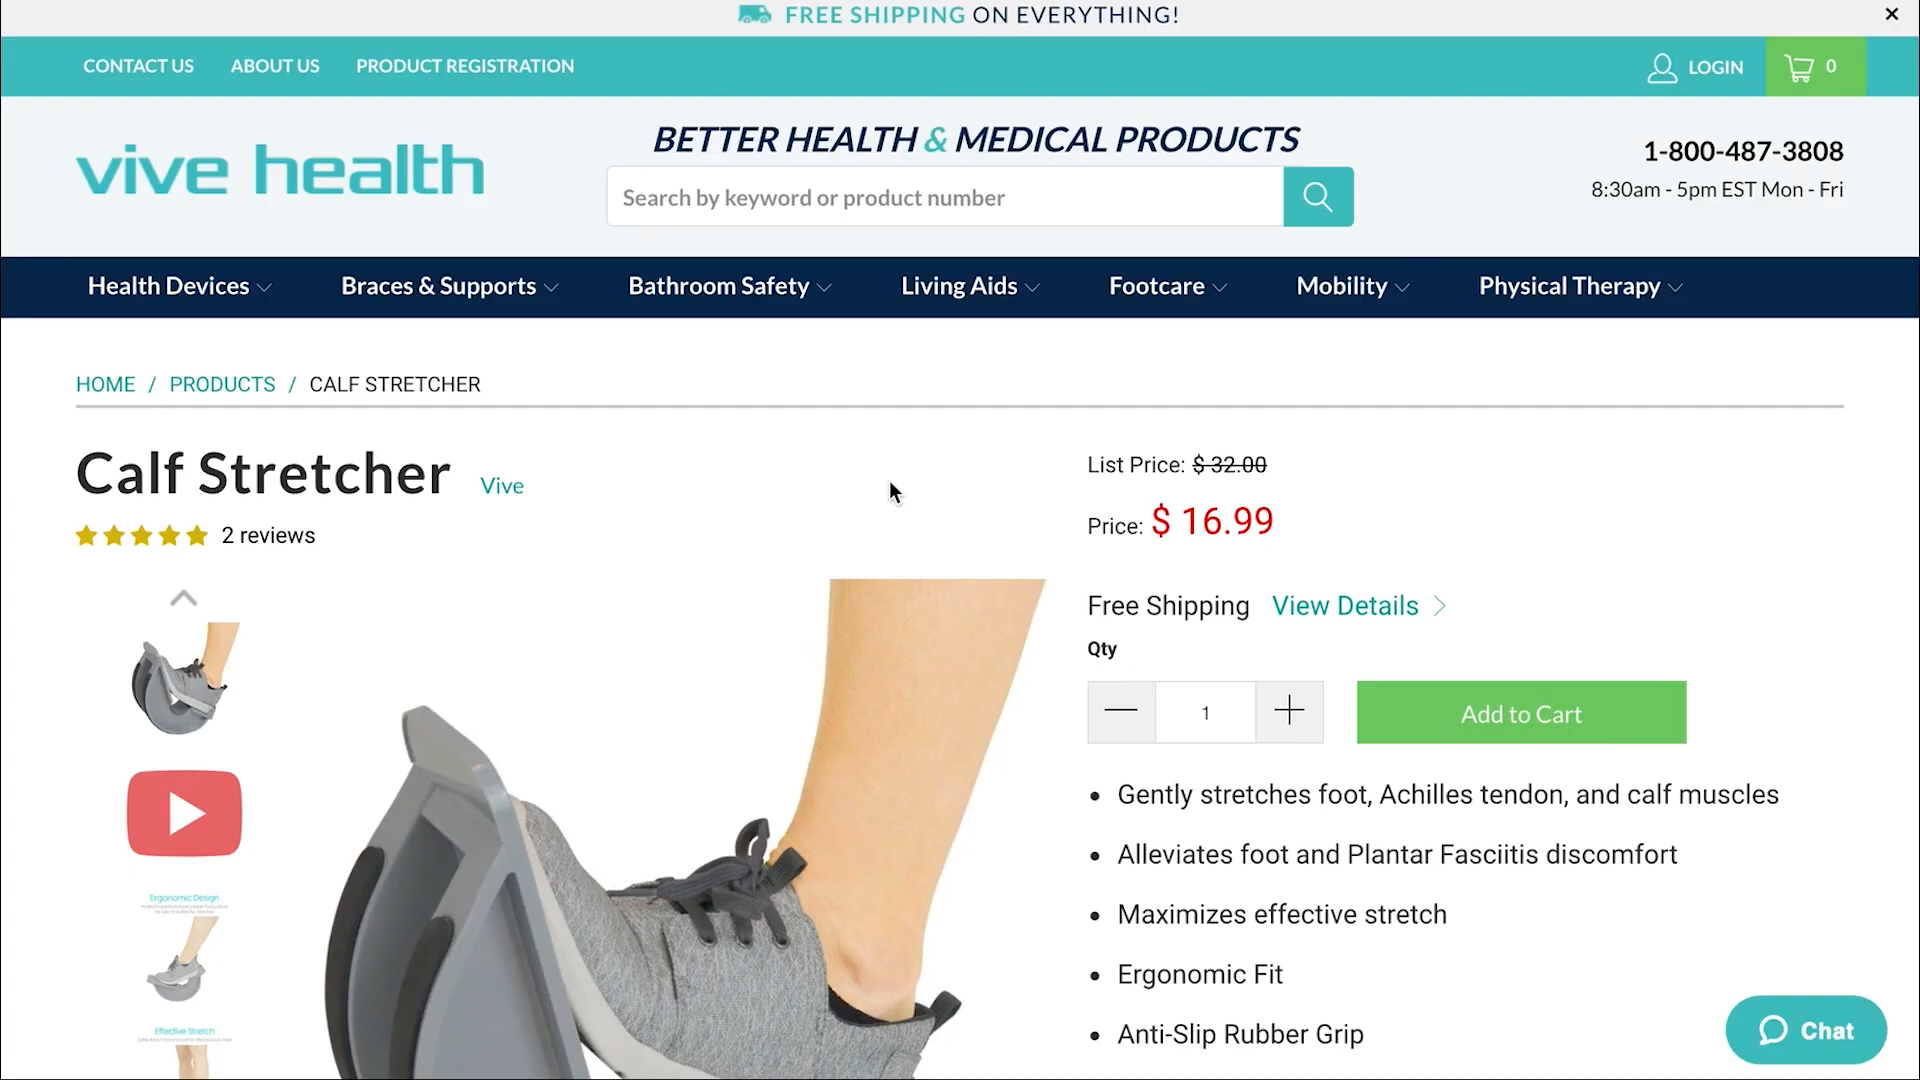 FREE SHIPPING ON EVERYTHING!
CONTACT US ABOUT US PRODUCT REGISTRATION
LOGIN 0
vive health
BETTER HEALTH & MEDICAL PRODUCTS
Search by keyword or product number
1-800-487-3808
8:30am - 5pm EST Mon - Fri
Health Devices Braces & Supports Bathroom Safety Living Aids Footcare Mobility Physical Therapy
HOME / PRODUCTS / CALF STRETCHER
Calf Stretcher Vive
2 reviews
List Price: $ 32.00
Price: $ 16.99
Free Shipping View Details
Qty
1
Add to Cart
• Gently stretches foot, Achilles tendon, and calf muscles
• Alleviates foot and Plantar Fasciitis discomfort
• Maximizes effective stretch
• Ergonomic Fit
• Anti-Slip Rubber Grip
Ergonomic Design
Effective Stretch
Chat